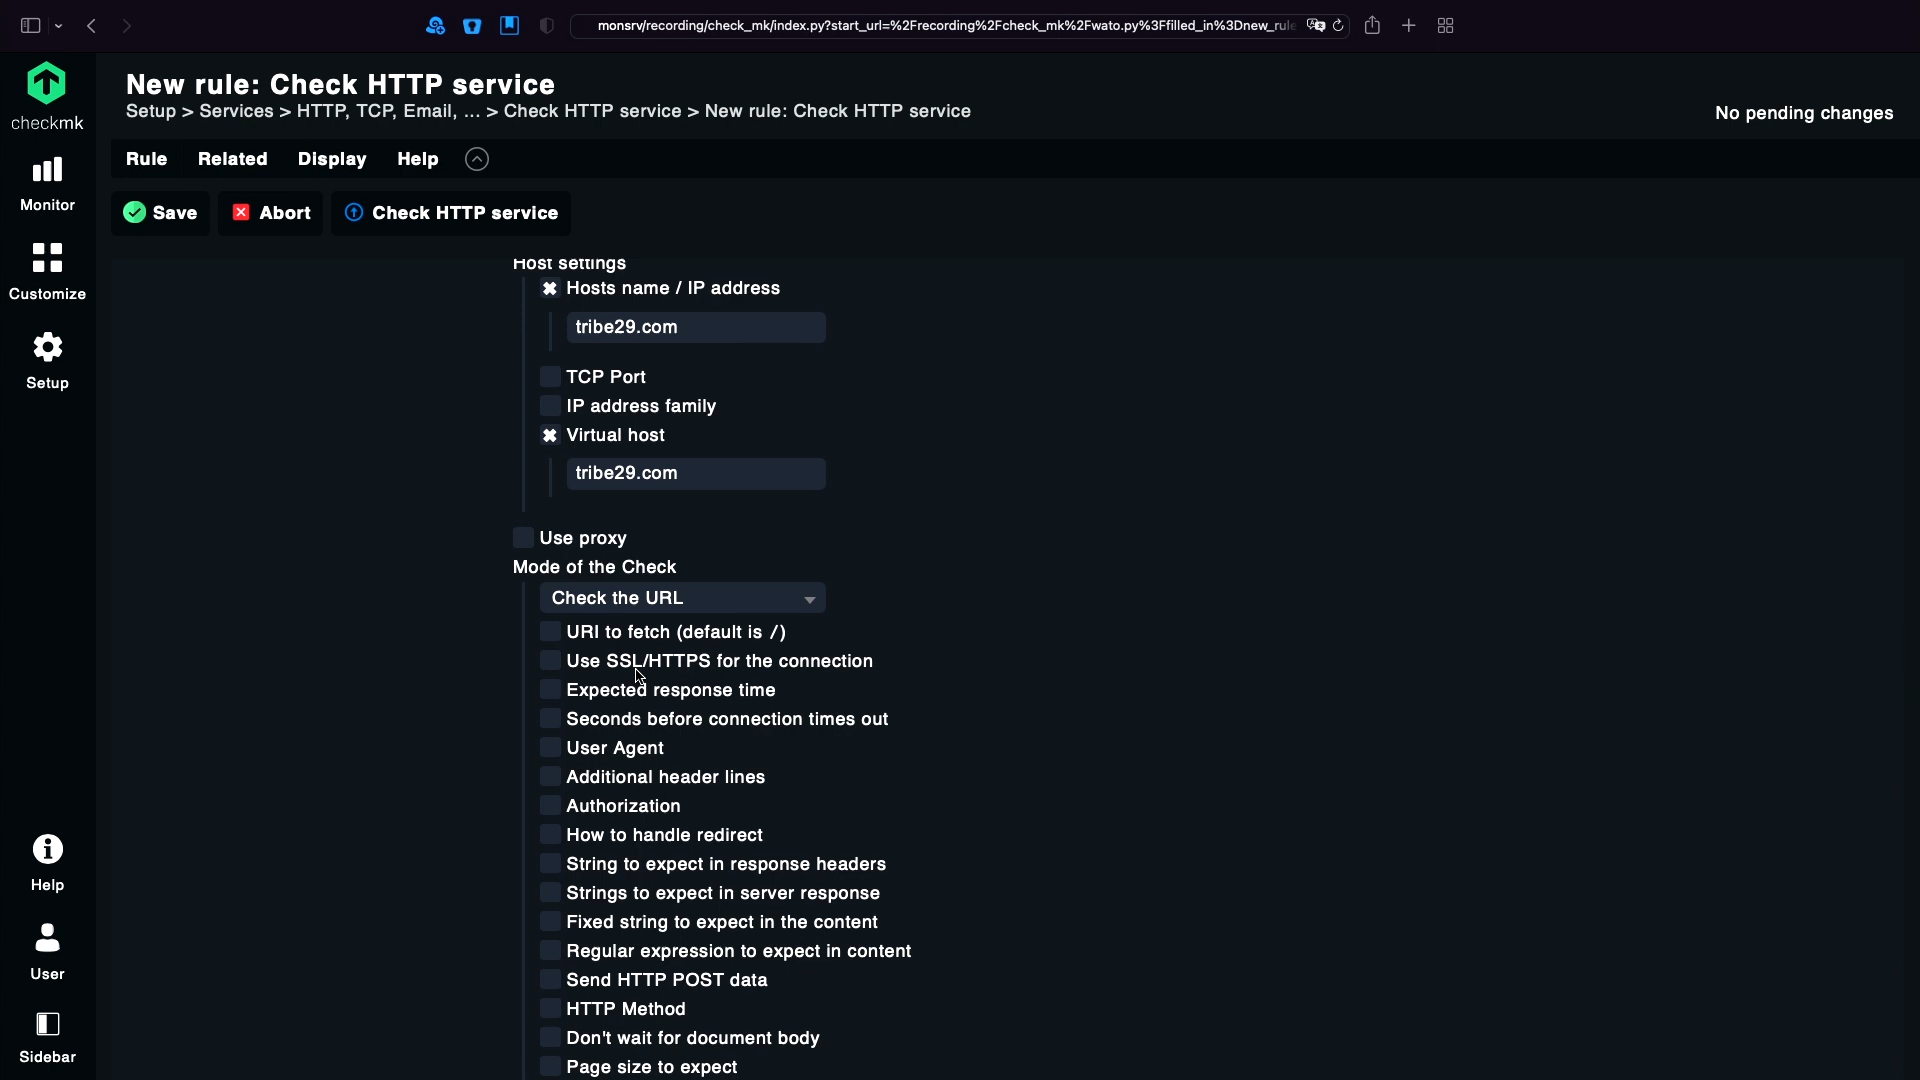 monsrv/recording/check_mk/index.py?start_url=%2Frecording%2Fcheck_mk%2Fwato.py%3Ffilled_in%3Dnew_rule
checkmk
New rule: Check HTTP service
Setup > Services > HTTP, TCP, Email, ... > Check HTTP service > New rule: Check HTTP service
No pending changes
Rule Related Display Help
Save Abort Check HTTP service
Monitor
Customize
Setup
Host settings
Hosts name / IP address
tribe29.com
TCP Port
IP address family
Virtual host
tribe29.com
Use proxy
Mode of the Check
Check the URL
URI to fetch (default is /)
Use SSL/HTTPS for the connection
Expected response time
Seconds before connection times out
User Agent
Additional header lines
Authorization
How to handle redirect
String to expect in response headers
Strings to expect in server response
Fixed string to expect in the content
Regular expression to expect in content
Send HTTP POST data
HTTP Method
Don't wait for document body
Page size to expect
Help
User
Sidebar